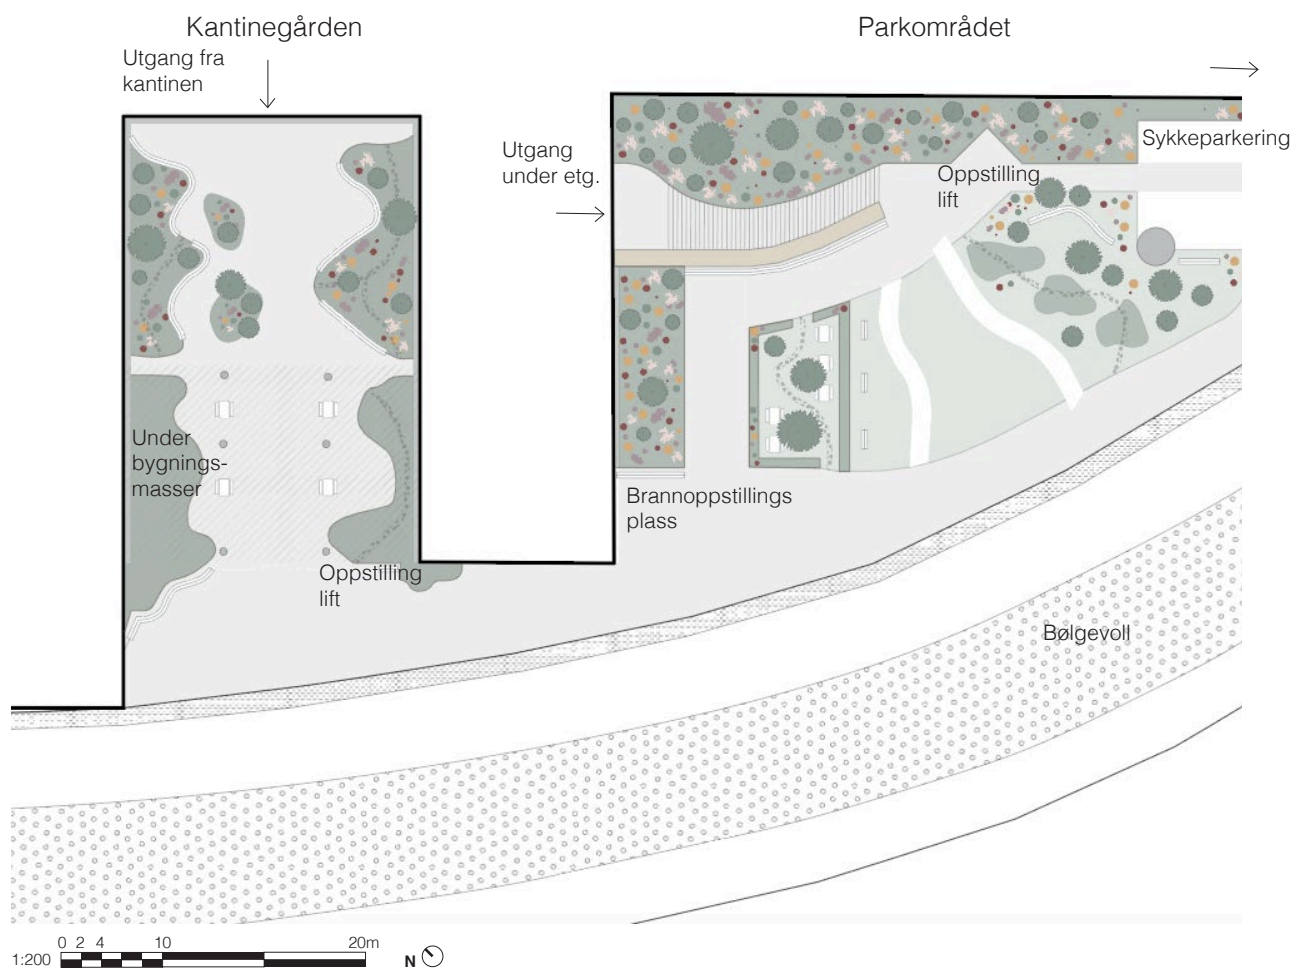 Kantinegården
Parkområdet
Utgang fra
kantinen
Sykkeparkering
Utgang
under etg.
Oppstilling
lift
Under
bygnings-
masser
Brannoppstillings
plass
Oppstilling
lift
Bølgevoll
0 2 4 10 20m
1:200
N